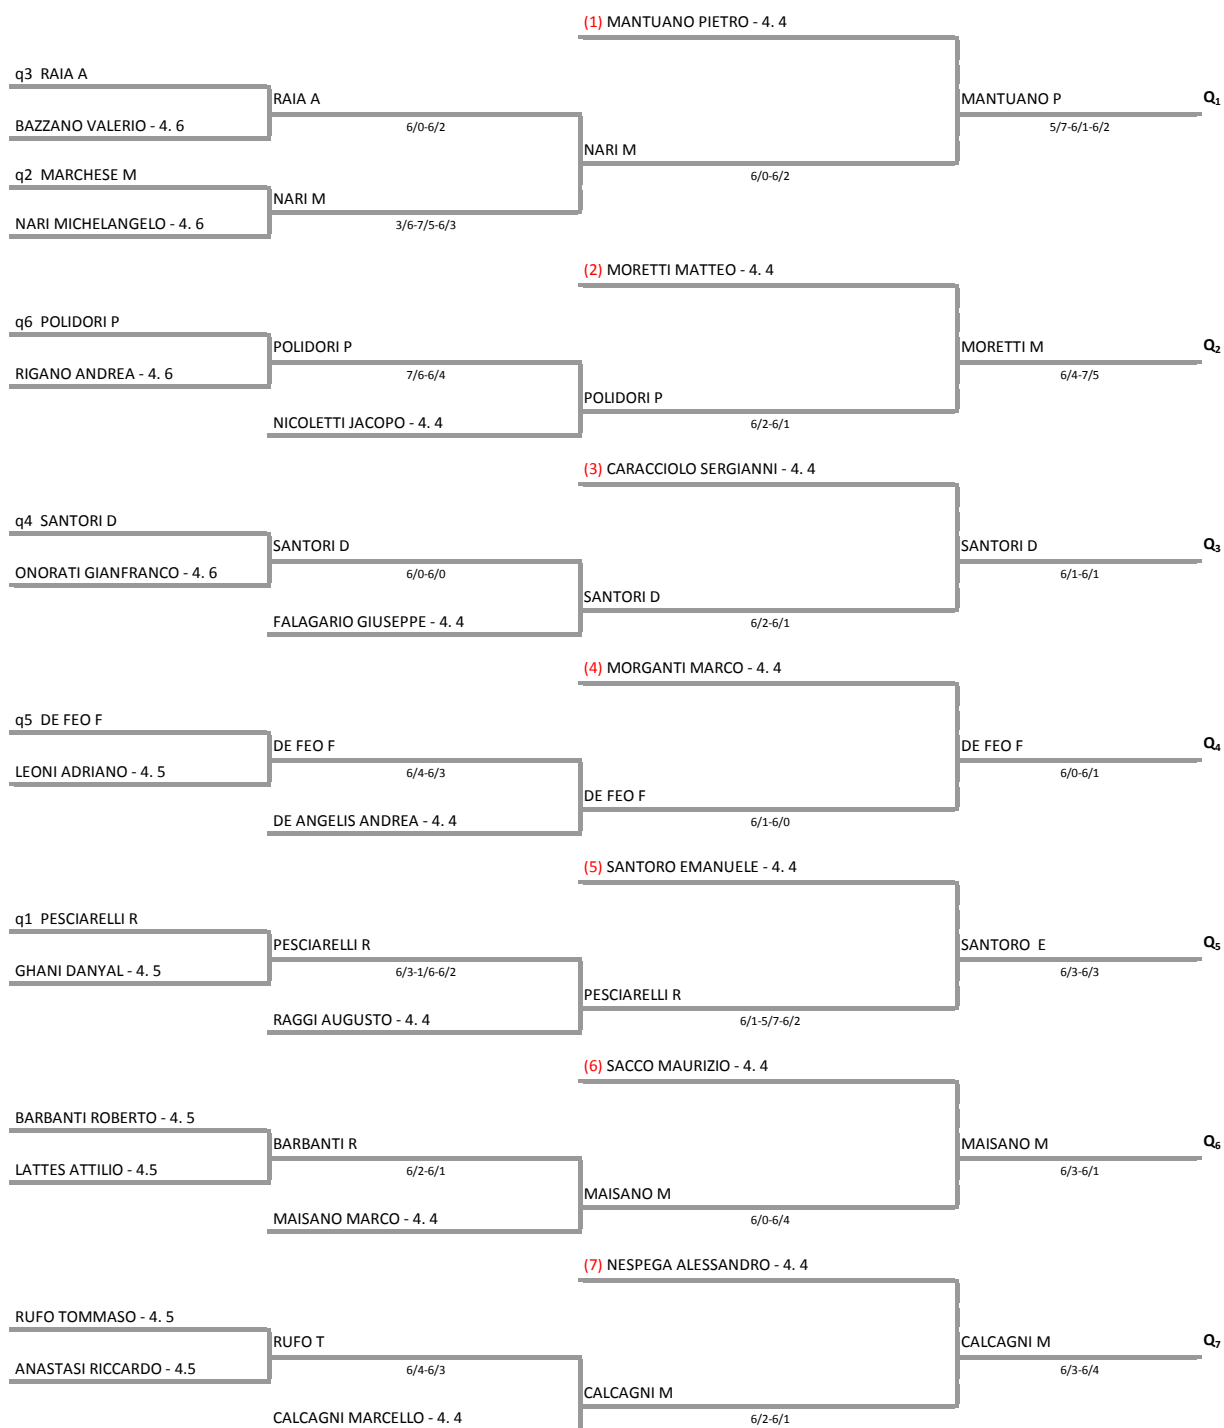 (1) MANTUANO PIETRO - 4. 4
q3 RAIA A
RAIA A
MANTUANO P
Q1
BAZZANO VALERIO - 4. 6
6/0-6/2
5/7-6/1-6/2
NARI M
q2 MARCHESE M
6/0-6/2
NARI M
NARI MICHELANGELO - 4. 6
3/6-7/5-6/3
(2) MORETTI MATTEO - 4. 4
q6 POLIDORI P
POLIDORI P
MORETTI M
Q2
RIGANO ANDREA - 4. 6
7/6-6/4
6/4-7/5
POLIDORI P
NICOLETTI JACOPO - 4. 4
6/2-6/1
(3) CARACCIOLO SERGIANNI - 4. 4
q4 SANTORI D
SANTORI D
SANTORI D
Q3
ONORATI GIANFRANCO - 4. 6
6/0-6/0
6/1-6/1
SANTORI D
FALAGARIO GIUSEPPE - 4. 4
6/2-6/1
(4) MORGANTI MARCO - 4. 4
q5 DE FEO F
DE FEO F
DE FEO F
Q4
LEONI ADRIANO - 4. 5
6/4-6/3
6/0-6/1
DE FEO F
DE ANGELIS ANDREA - 4. 4
6/1-6/0
(5) SANTORO EMANUELE - 4. 4
q1 PESCIARELLI R
PESCIARELLI R
SANTORO E
Q5
GHANI DANYAL - 4. 5
6/3-1/6-6/2
6/3-6/3
PESCIARELLI R
RAGGI AUGUSTO - 4. 4
6/1-5/7-6/2
(6) SACCO MAURIZIO - 4. 4
BARBANTI ROBERTO - 4. 5
BARBANTI R
MAISANO M
Q6
LATTES ATTILIO - 4.5
6/2-6/1
6/3-6/1
MAISANO M
MAISANO MARCO - 4. 4
6/0-6/4
(7) NESPEGA ALESSANDRO - 4. 4
RUFO TOMMASO - 4. 5
RUFO T
CALCAGNI M
Q7
ANASTASI RICCARDO - 4.5
6/4-6/3
6/3-6/4
CALCAGNI M
CALCAGNI MARCELLO - 4. 4
6/2-6/1